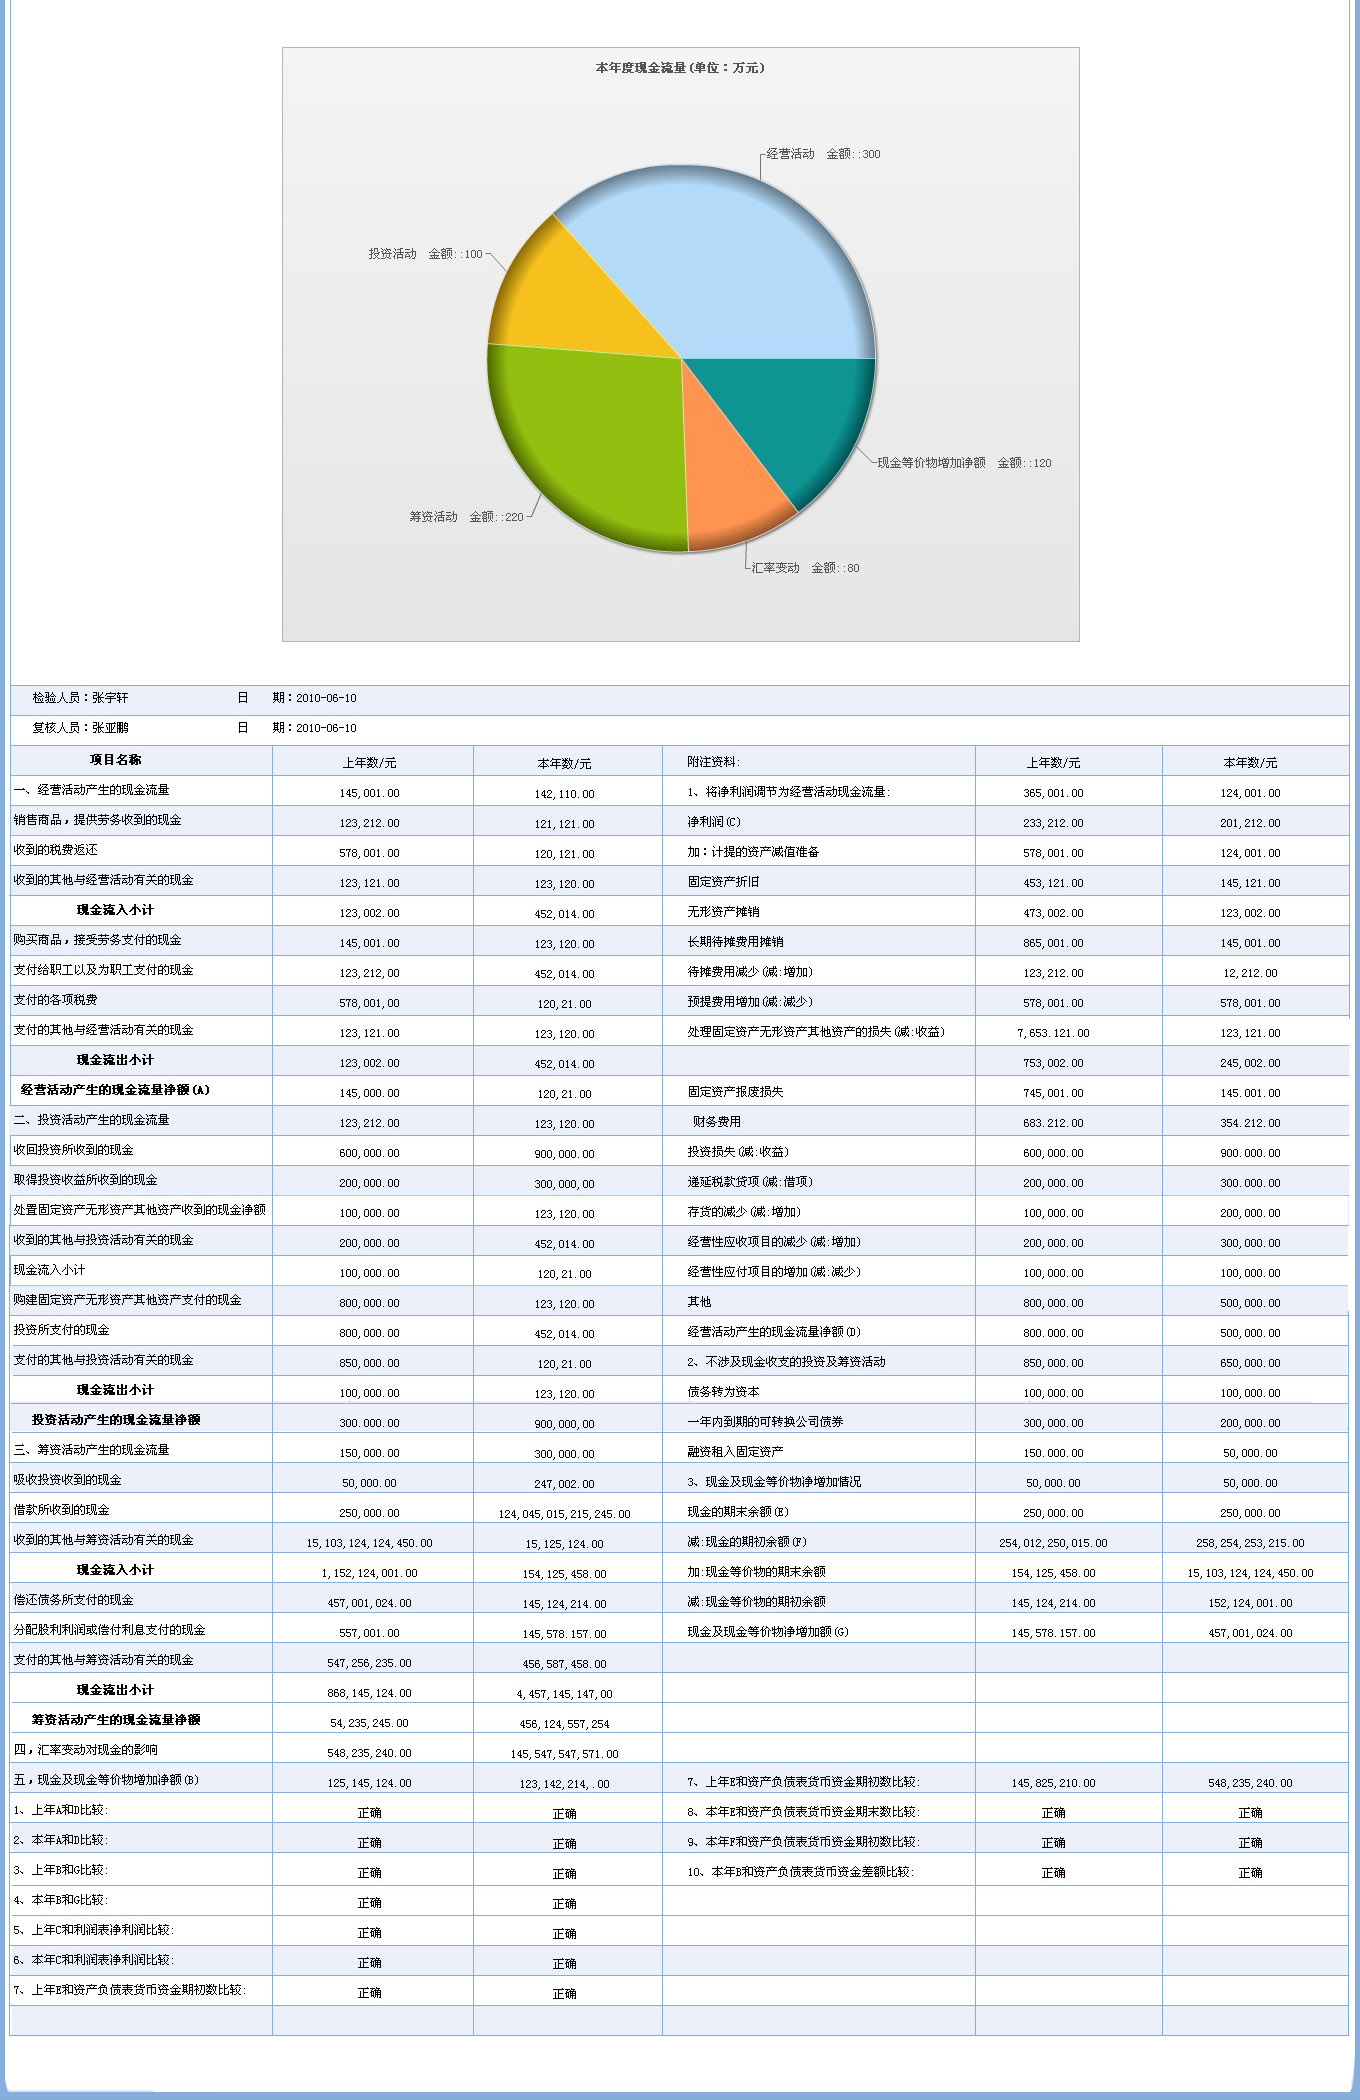 本年度现金流量(单位：万元)
经营活动 金额::300
投资活动 金额::100
现金等价物增加净额 金额::120
筹资活动 金额::220
汇率变动 金额::80
检验人员：张宇轩 日 期：2010-06-10
复核人员：张亚鹏 日 期：2010-06-10
项目名称 上年数/元 本年数/元 附注资料: 上年数/元 本年数/元
一、经营活动产生的现金流量 145,001.00 142,110.00 1、将净利润调节为经营活动现金流量: 365,001.00 124,001.00
销售商品，提供劳务收到的现金 123,212.00 121,121.00 净利润(C) 233,212.00 201,212.00
收到的税费返还 578,001.00 120,121.00 加：计提的资产减值准备 578,001.00 124,001.00
收到的其他与经营活动有关的现金 123,121.00 123,120.00 固定资产折旧 453,121.00 145,121.00
现金流入小计 123,002.00 452,014.00 无形资产摊销 473,002.00 123,002.00
购买商品，接受劳务支付的现金 145,001.00 123,120.00 长期待摊费用摊销 865,001.00 145,001.00
支付给职工以及为职工支付的现金 123,212,00 452,014.00 待摊费用减少(减:增加) 123,212.00 12,212.00
支付的各项税费 578,001,00 120,21.00 预提费用增加(减:减少) 578,001.00 578,001.00
支付的其他与经营活动有关的现金 123,121.00 123,120.00 处理固定资产无形资产其他资产的损失(减:收益) 7,653.121.00 123,121.00
现金流出小计 123,002.00 452,014.00 753,002.00 245,002.00
经营活动产生的现金流量净额(A) 145,000.00 120,21.00 固定资产报废损失 745,001.00 145.001.00
二、投资活动产生的现金流量 123,212.00 123,120.00 财务费用 683.212.00 354.212.00
收回投资所收到的现金 600,000.00 900,000.00 投资损失(减:收益) 600,000.00 900.000.00
取得投资收益所收到的现金 200,000.00 300,000,00 递延税款贷项(减:借项) 200,000.00 300.000.00
处置固定资产无形资产其他资产收到的现金净额 100,000.00 123,120.00 存货的减少(减:增加) 100,000.00 200,000.00
收到的其他与投资活动有关的现金 200,000.00 452,014.00 经营性应收项目的减少(减:增加) 200,000.00 300,000.00
现金流入小计 100,000.00 120,21.00 经营性应付项目的增加(减:减少) 100,000.00 100,000.00
购建固定资产无形资产其他资产支付的现金 800,000.00 123,120.00 其他 800,000.00 500,000.00
投资所支付的现金 800,000.00 452,014.00 经营活动产生的现金流量净额(D) 800.000.00 500,000.00
支付的其他与投资活动有关的现金 850,000.00 120,21.00 2、不涉及现金收支的投资及筹资活动 850,000.00 650,000.00
现金流出小计 100,000.00 123,120.00 债务转为资本 100,000.00 100,000.00
投资活动产生的现金流量净额 300.000.00 900,000,00 一年内到期的可转换公司债券 300,000.00 200,000.00
三、筹资活动产生的现金流量 150,000.00 300,000.00 融资租入固定资产 150.000.00 50,000.00
吸收投资收到的现金 50,000.00 247,002.00 3、现金及现金等价物净增加情况 50,000.00 50,000.00
借款所收到的现金 250,000.00 124,045,015,215,245.00 现金的期末余额(E) 250,000.00 250,000.00
收到的其他与筹资活动有关的现金 15,103,124,124,450.00 15,125,124.00 减:现金的期初余额(F) 254,012,250,015.00 258,254,253,215.00
现金流入小计 1,152,124,001.00 154,125,458.00 加:现金等价物的期末余额 154,125,458.00 15,103,124,124,450.00
偿还债务所支付的现金 457,001,024.00 145,124,214.00 减:现金等价物的期初余额 145,124,214.00 152,124,001.00
分配股利利润或偿付利息支付的现金 557,001.00 145,578.157.00 现金及现金等价物净增加额(G) 145,578.157.00 457,001,024.00
支付的其他与筹资活动有关的现金 547,256,235.00 456,587,458.00
现金流出小计 868,145,124.00 4,457,145,147,00
筹资活动产生的现金流量净额 54,235,245.00 456,124,557,254
四，汇率变动对现金的影响 548,235,240.00 145,547,547,571.00
五，现金及现金等价物增加净额(B) 125,145,124.00 123,142,214,.00 7、上年E和资产负债表货币资金期初数比较: 145,825,210.00 548,235,240.00
1、上年A和D比较: 正确 正确 8、本年E和资产负债表货币资金期末数比较: 正确 正确
2、本年A和D比较: 正确 正确 9、本年F和资产负债表货币资金期初数比较: 正确 正确
3、上年B和G比较: 正确 正确 10、本年B和资产负债表货币资金差额比较: 正确 正确
4、本年B和G比较: 正确 正确
5、上年C和利润表净利润比较: 正确 正确
6、本年C和利润表净利润比较: 正确 正确
7、上年E和资产负债表货币资金期初数比较: 正确 正确